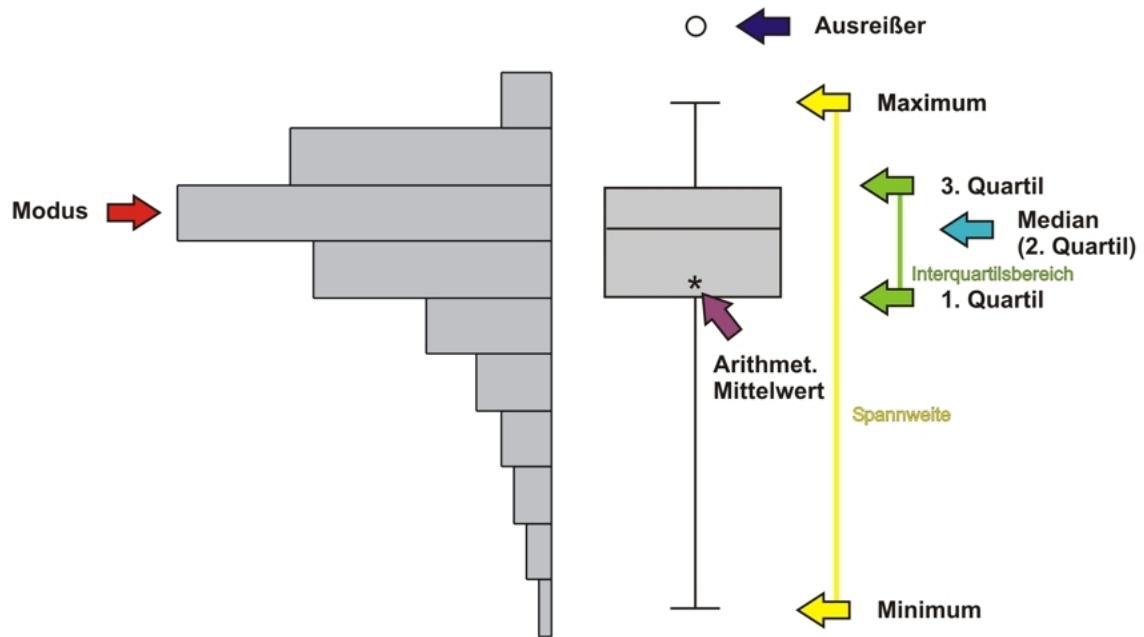 Ausreißer
Maximum
3. Quartil
Modus
Median
(2. Quartil)
Interquartilsbereich
1. Quartil
*
Arithmet.
Mittelwert
Spannweite
Minimum